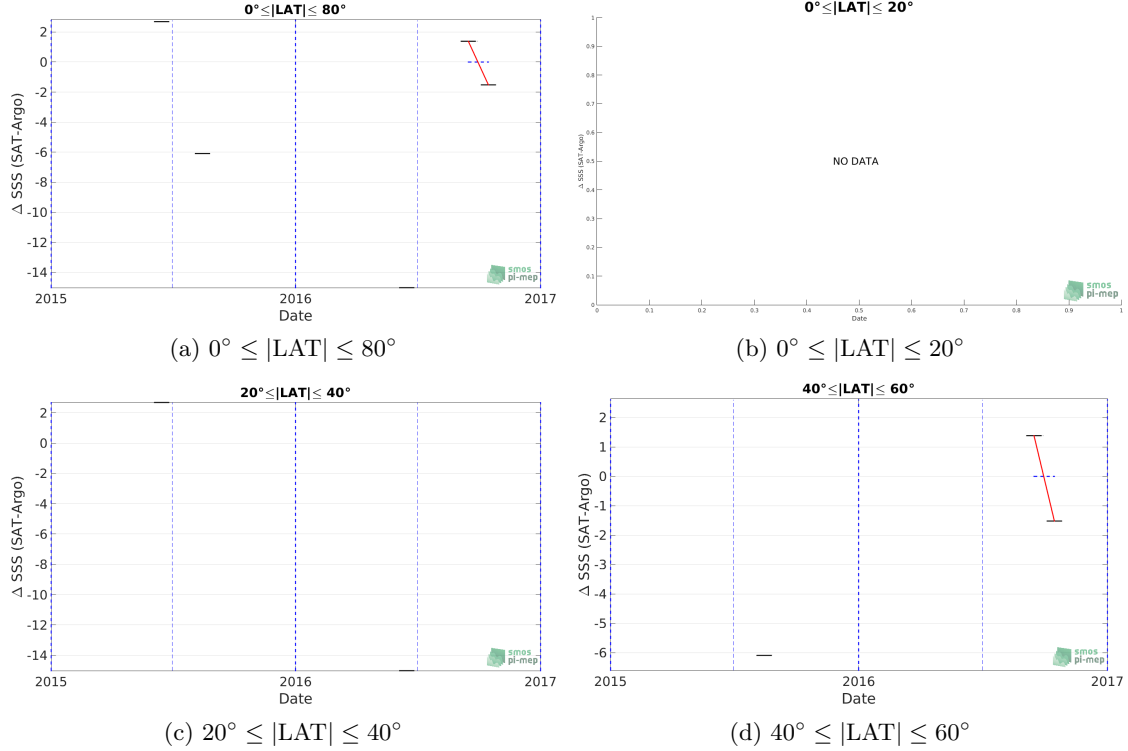 0°≤|LAT|≤ 80°
2
0
-2
-4
-6
-8
-10
-12
-14
Δ SSS (SAT-Argo)
2015
2016
2017
Date
smos
pi-mep
(a) 0° ≤ |LAT| ≤ 80°
0°≤|LAT|≤ 20°
1
0.9
0.8
0.7
0.6
0.5
0.4
0.3
0.2
0.1
0
Δ SSS (SAT-Argo)
NO DATA
0
0.1
0.2
0.3
0.4
0.5
0.6
0.7
0.8
0.9
1
Date
smos
pi-mep
(b) 0° ≤ |LAT| ≤ 20°
20°≤|LAT|≤ 40°
2
0
-2
-4
-6
-8
-10
-12
-14
Δ SSS (SAT-Argo)
2015
2016
2017
Date
smos
pi-mep
(c) 20° ≤ |LAT| ≤ 40°
40°≤|LAT|≤ 60°
2
1
0
-1
-2
-3
-4
-5
-6
Δ SSS (SAT-Argo)
2015
2016
2017
Date
smos
pi-mep
(d) 40° ≤ |LAT| ≤ 60°